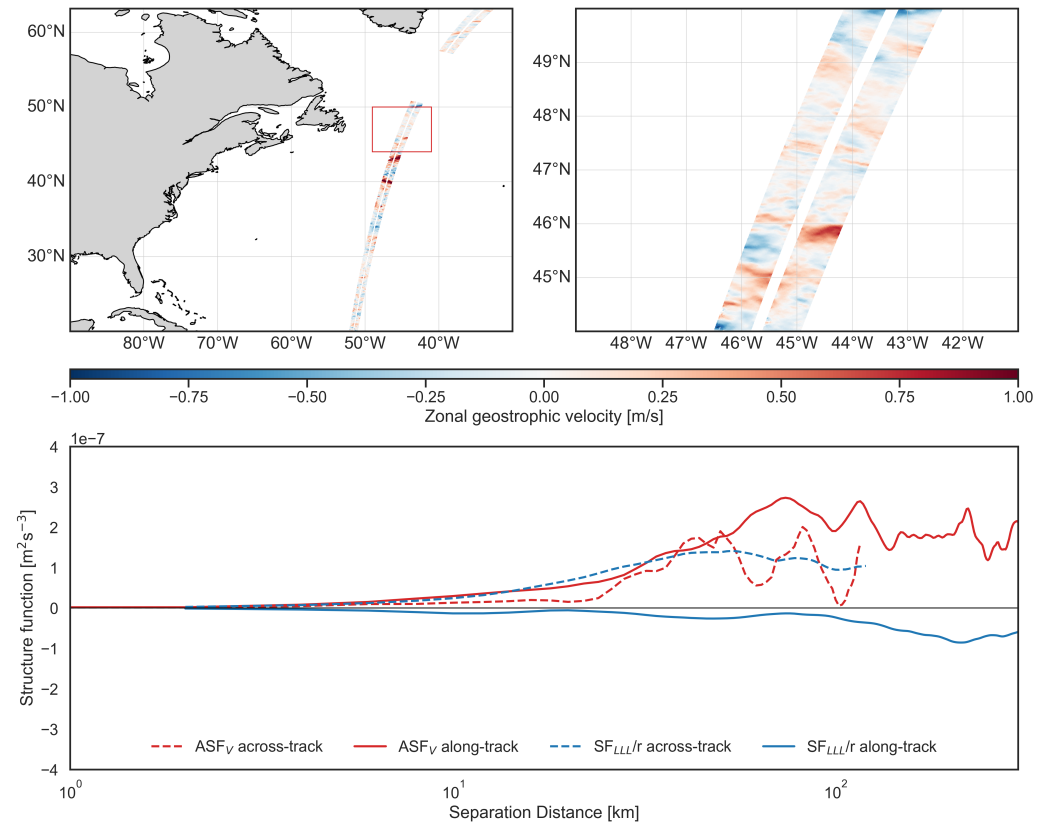 60°N
50°N
40°N
30°N
80°W 70°W 60°W 50°W 40°W
49°N
48°N
47°N
46°N
45°N
48°W 47°W 46°W 45°W 44°W 43°W 42°W
−1.00 −0.75 −0.50 −0.25 0.00 0.25 0.50 0.75 1.00
Zonal geostrophic velocity [m/s]
1e−7
4
3
2
1
0
−1
−2
−3
−4
Structure function [m²s⁻³]
ASF_V across-track ASF_V along-track SF_LLL/r across-track SF_LLL/r along-track
10⁰ 10¹ 10²
Separation Distance [km]